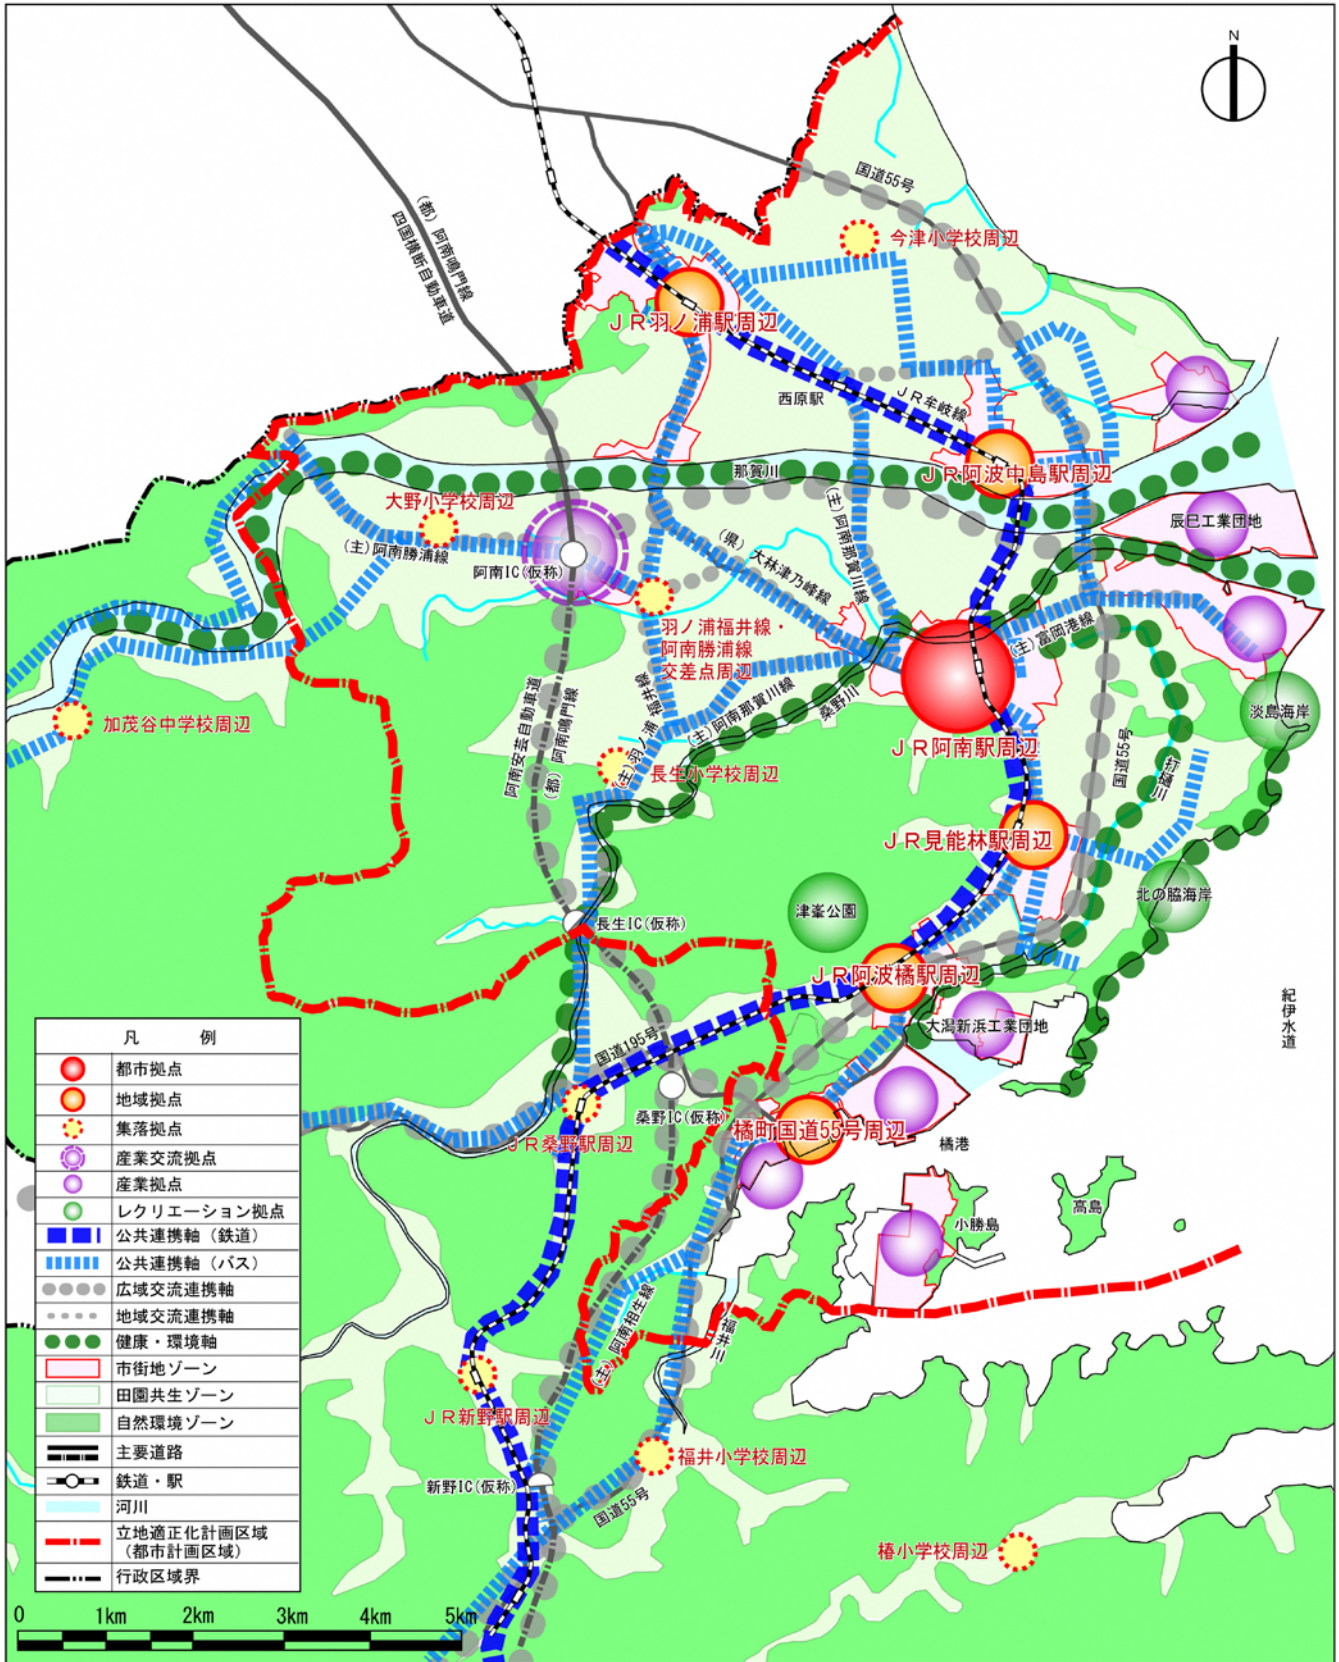 N
国道55号
(都) 阿南鳴門線
四国横断自動車道
今津小学校周辺
JR羽ノ浦駅周辺
西原駅
JR牟岐線
那賀川
JR阿波中島駅周辺
大野小学校周辺
(主)阿南勝浦線
阿南IC(仮称)
(県) 大林津乃峰線
(主)阿南那賀川線
辰巳工業団地
羽ノ浦福井線・
阿南勝浦線
交差点周辺
(主)富岡港線
加茂谷中学校周辺
阿南安芸自動車道
(都) 阿南鳴門線
(主)羽ノ浦福井線
(主)阿南那賀川線
桑野川
JR阿南駅周辺
淡島海岸
長生小学校周辺
国道55号
打樋川
JR見能林駅周辺
津峯公園
北の脇海岸
長生IC(仮称)
JR阿波橘駅周辺
大潟新浜工業団地
紀伊水道
国道195号
桑野IC(仮称)
橘町国道55号周辺
JR桑野駅周辺
橘港
小勝島
高島
(主)阿南相生線
福井川
JR新野駅周辺
福井小学校周辺
新野IC(仮称)
国道55号
椿小学校周辺
凡 例
都市拠点
地域拠点
集落拠点
産業交流拠点
産業拠点
レクリエーション拠点
公共連携軸（鉄道）
公共連携軸（バス）
広域交流連携軸
地域交流連携軸
健康・環境軸
市街地ゾーン
田園共生ゾーン
自然環境ゾーン
主要道路
鉄道・駅
河川
立地適正化計画区域
（都市計画区域）
行政区域界
0 1km 2km 3km 4km 5km